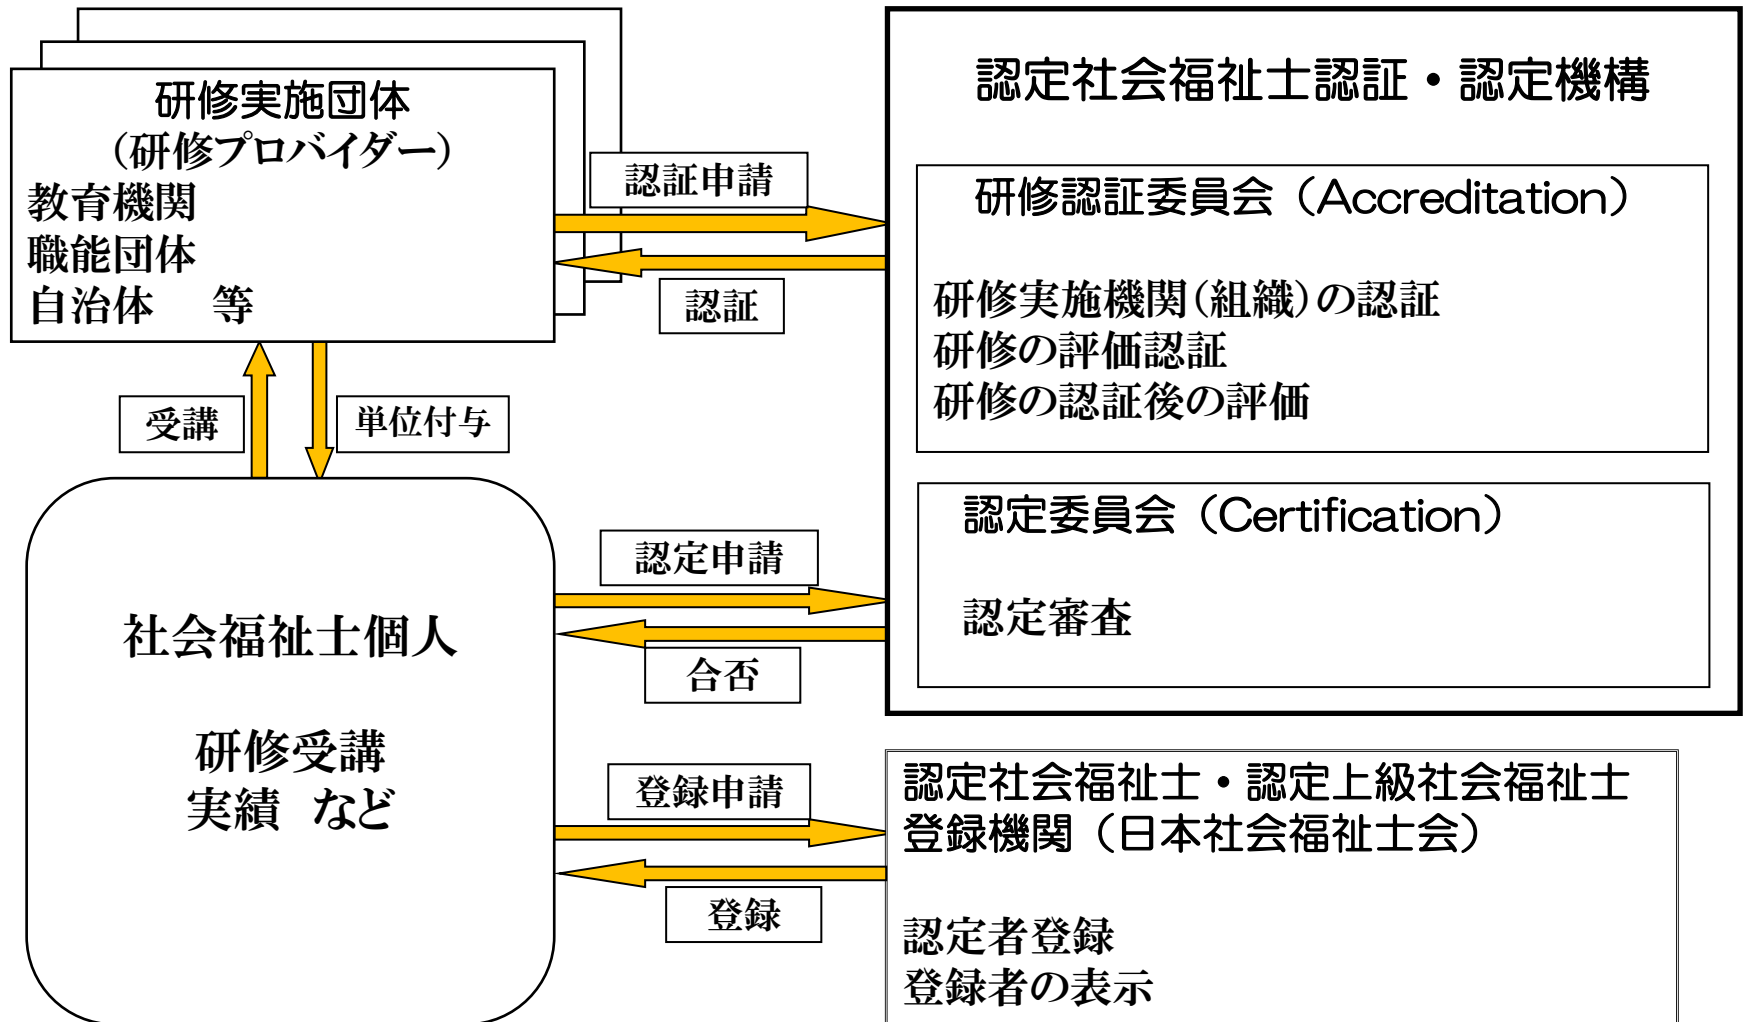 研修実施団体
（研修プロバイダー）
教育機関
職能団体
自治体　等
認証申請
認証
認定社会福祉士認証・認定機構
研修認証委員会（Accreditation）
研修実施機関（組織）の認証
研修の評価認証
研修の認証後の評価
受講
単位付与
認定委員会（Certification）
認定審査
認定申請
合否
社会福祉士個人
研修受講
実績　など
登録申請
登録
認定社会福祉士・認定上級社会福祉士
登録機関（日本社会福祉士会）
認定者登録
登録者の表示